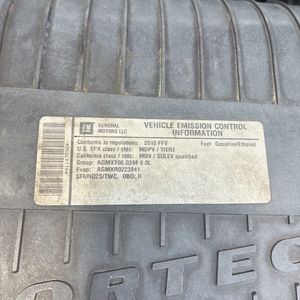 GM
GENERAL MOTORS LLC
VEHICLE EMISSION CONTROL INFORMATION
Conforms to regulations: 2010 FFV Fuel: Gasoline/Ethanol
U.S. EPA class / stds: MDPV / TIER2
California class / stds: MDV / SULEV qualified
Group: AGMXT06.0398 6.0L
Evap: AGMXR0223841
SFI/HO2S/TWC, OBD: II
ORTEC